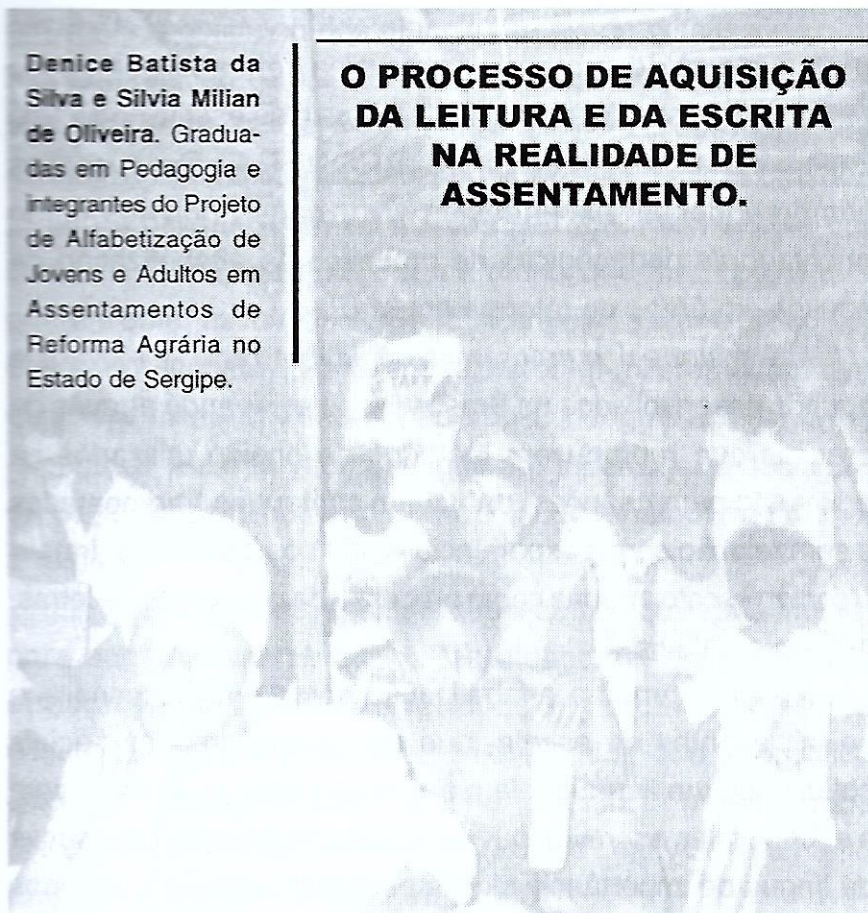 Denice Batista da
Silva e Silvia Milian
de Oliveira. Gradua-
das em Pedagogia e
integrantes do Projeto
de Alfabetização de
Jovens e Adultos em
Assentamentos de
Reforma Agrária no
Estado de Sergipe.
O PROCESSO DE AQUISIÇÃO
DA LEITURA E DA ESCRITA
NA REALIDADE DE
ASSENTAMENTO.